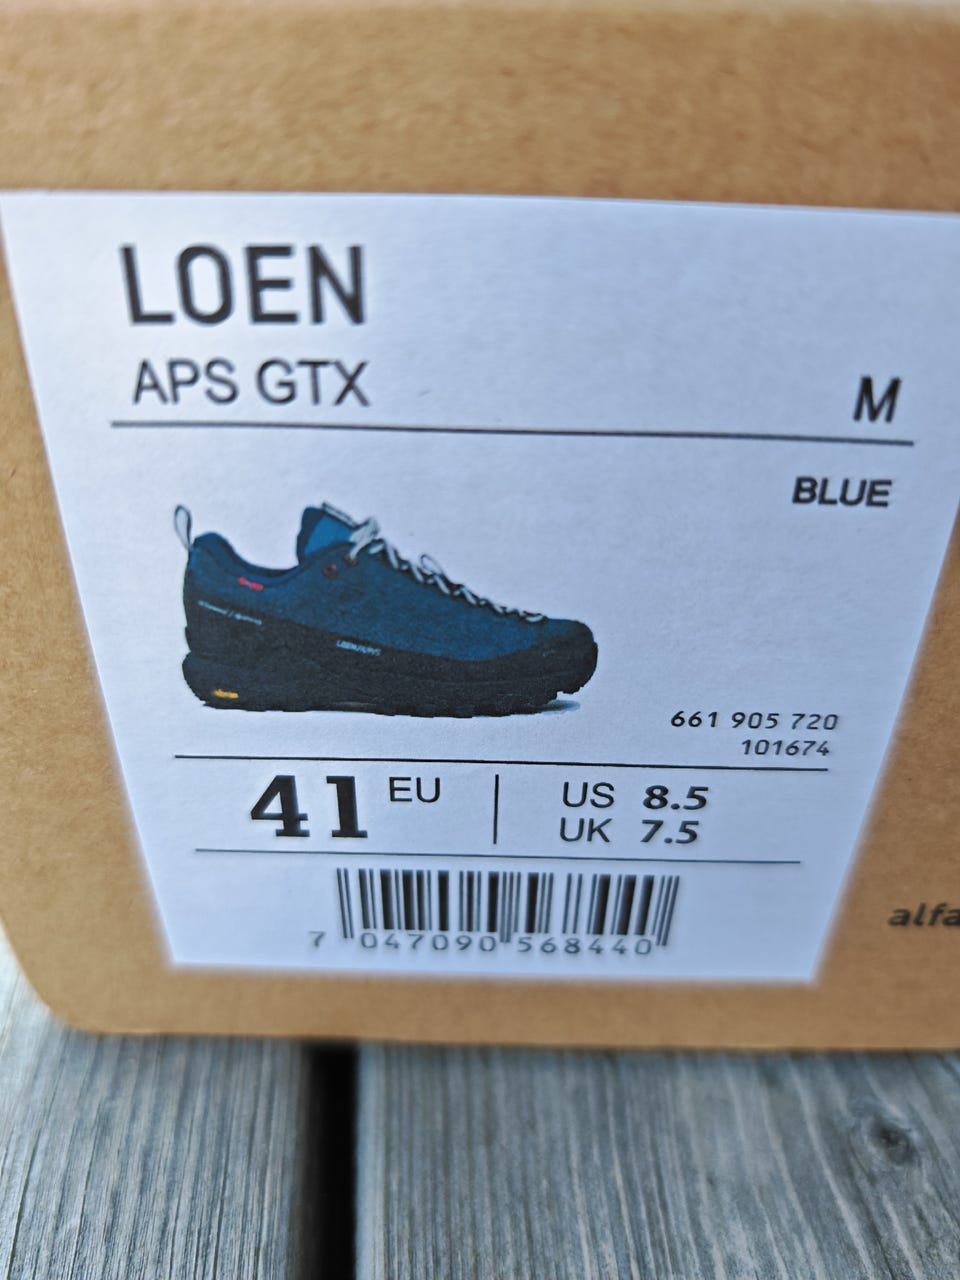 LOEN
APS GTX
M
BLUE
661 905 720
101674
41 EU
US 8.5
UK 7.5
7 047090 568440
alfa